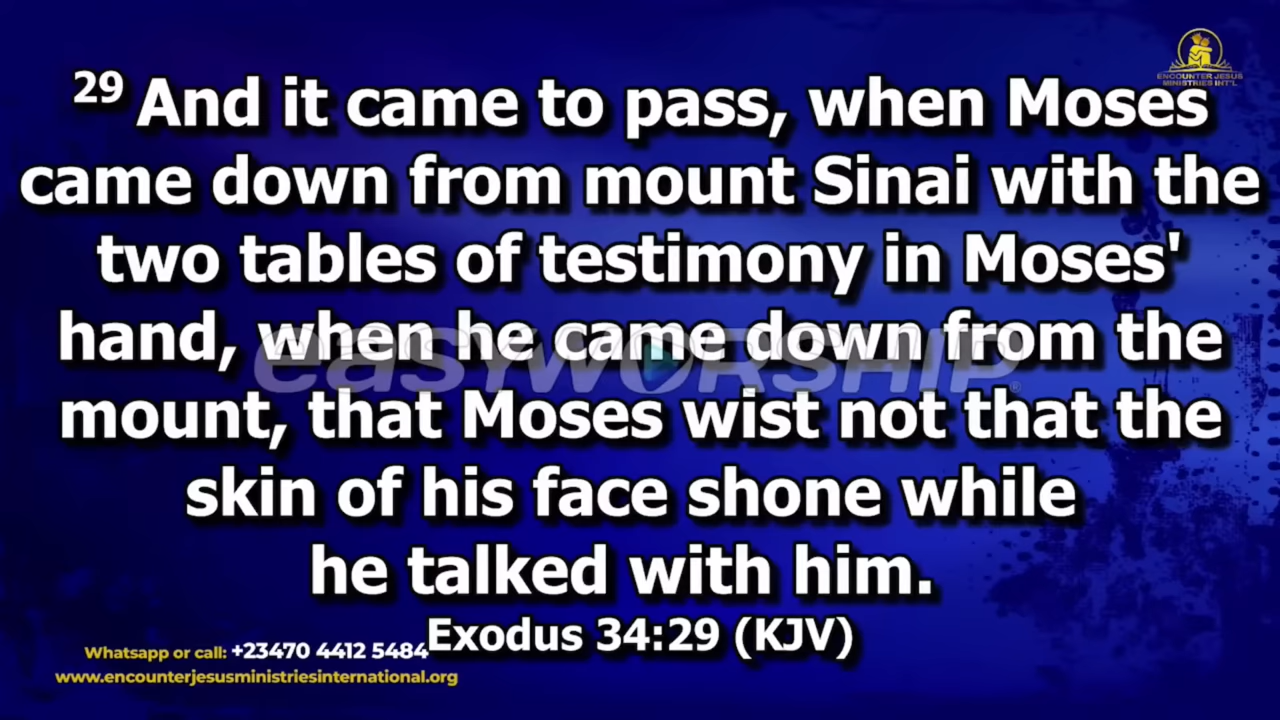 ENCOUNTER JESUS
MINISTRIES INT'L
29 And it came to pass, when Moses
came down from mount Sinai with the
two tables of testimony in Moses'
hand, when he came down from the
easyworship®
mount, that Moses wist not that the
skin of his face shone while
he talked with him.
Exodus 34:29 (KJV)
Whatsapp or call: +23470 4412 5484
www.encounterjesusministriesinternational.org